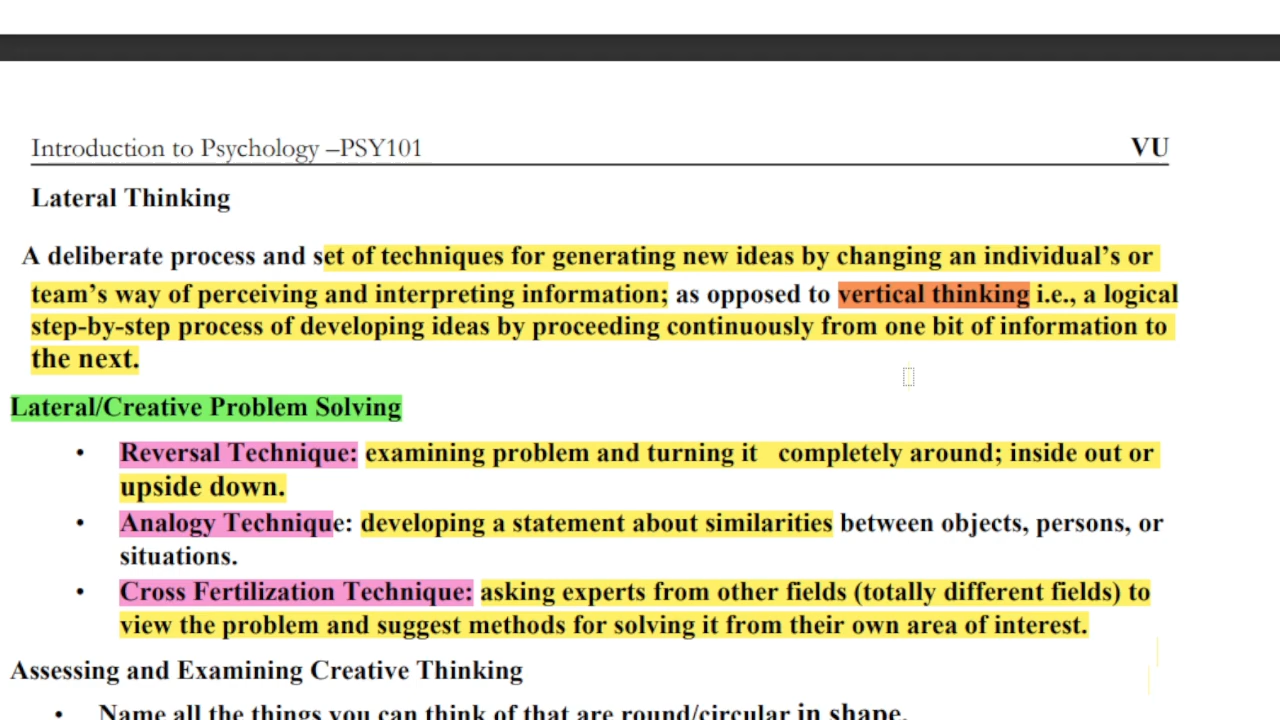 Introduction to Psychology –PSY101 VU
Lateral Thinking
A deliberate process and set of techniques for generating new ideas by changing an individual's or
team's way of perceiving and interpreting information; as opposed to vertical thinking i.e., a logical
step-by-step process of developing ideas by proceeding continuously from one bit of information to
the next.
Lateral/Creative Problem Solving
• Reversal Technique: examining problem and turning it completely around; inside out or
upside down.
• Analogy Technique: developing a statement about similarities between objects, persons, or
situations.
• Cross Fertilization Technique: asking experts from other fields (totally different fields) to
view the problem and suggest methods for solving it from their own area of interest.
Assessing and Examining Creative Thinking
• Name all the things you can think of that are round/circular in shape.